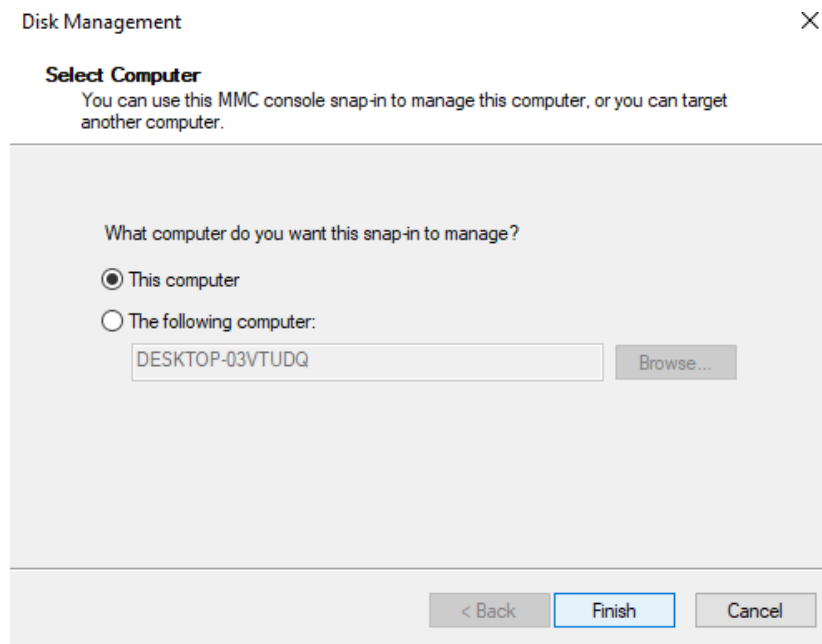 Disk Management
Select Computer
You can use this MMC console snap-in to manage this computer, or you can target
another computer.
What computer do you want this snap-in to manage?
This computer
The following computer:
DESKTOP-03VTUDQ
Browse...
< Back
Finish
Cancel